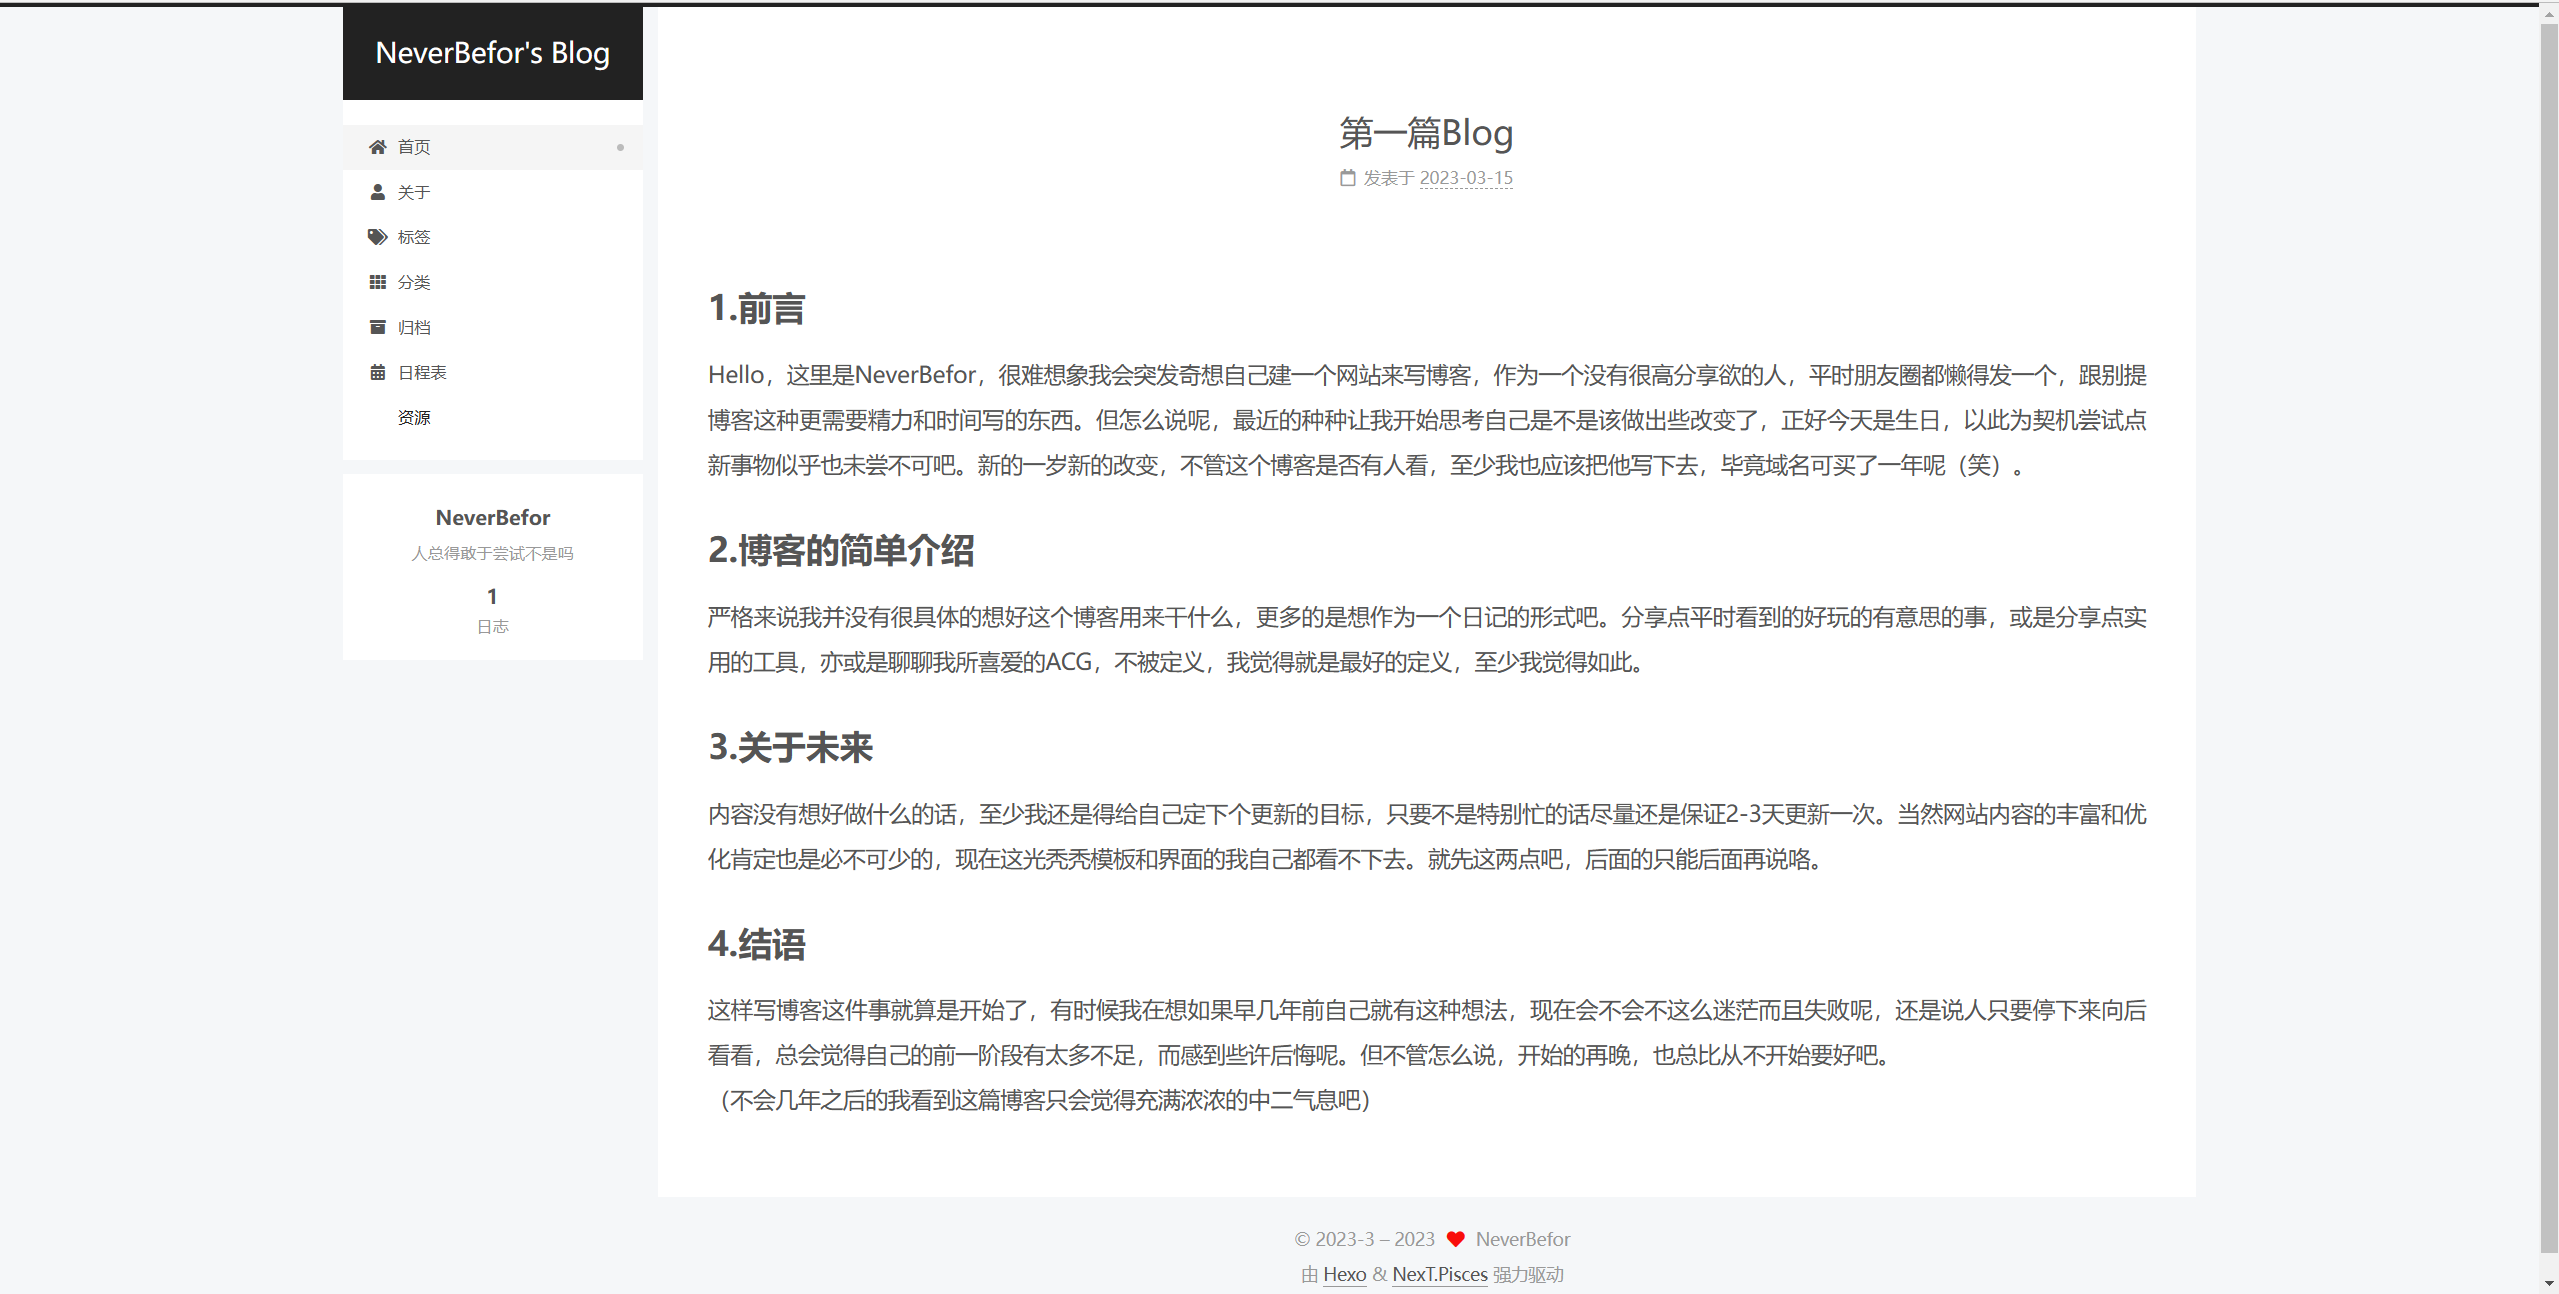 NeverBefor's Blog
首页
关于
标签
分类
归档
日程表
资源
NeverBefor
人总得敢于尝试不是吗
1
日志
第一篇Blog
发表于 2023-03-15
1.前言
Hello，这里是NeverBefor，很难想象我会突发奇想自己建一个网站来写博客，作为一个没有很高分享欲的人，平时朋友圈都懒得发一个，跟别提
博客这种更需要精力和时间写的东西。但怎么说呢，最近的种种让我开始思考自己是不是该做出些改变了，正好今天是生日，以此为契机尝试点
新事物似乎也未尝不可吧。新的一岁新的改变，不管这个博客是否有人看，至少我也应该把他写下去，毕竟域名可买了一年呢（笑）。
2.博客的简单介绍
严格来说我并没有很具体的想好这个博客用来干什么，更多的是想作为一个日记的形式吧。分享点平时看到的好玩的有意思的事，或是分享点实
用的工具，亦或是聊聊我所喜爱的ACG，不被定义，我觉得就是最好的定义，至少我觉得如此。
3.关于未来
内容没有想好做什么的话，至少我还是得给自己定下个更新的目标，只要不是特别忙的话尽量还是保证2-3天更新一次。当然网站内容的丰富和优
化肯定也是必不可少的，现在这光秃秃模板和界面的我自己都看不下去。就先这两点吧，后面的只能后面再说咯。
4.结语
这样写博客这件事就算是开始了，有时候我在想如果早几年前自己就有这种想法，现在会不会不这么迷茫而且失败呢，还是说人只要停下来向后
看看，总会觉得自己的前一阶段有太多不足，而感到些许后悔呢。但不管怎么说，开始的再晚，也总比从不开始要好吧。
（不会几年之后的我看到这篇博客只会觉得充满浓浓的中二气息吧）
© 2023-3 – 2023 NeverBefor
由 Hexo & NexT.Pisces 强力驱动